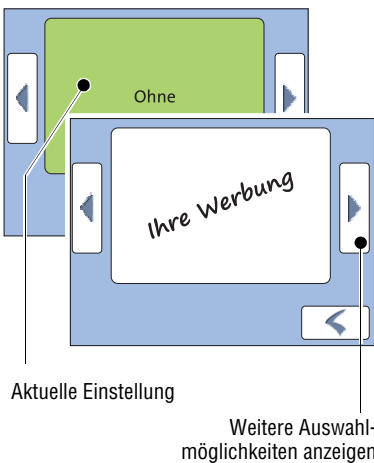 Ohne
Ihre Werbung
Aktuelle Einstellung
Weitere Auswahl-
möglichkeiten anzeigen